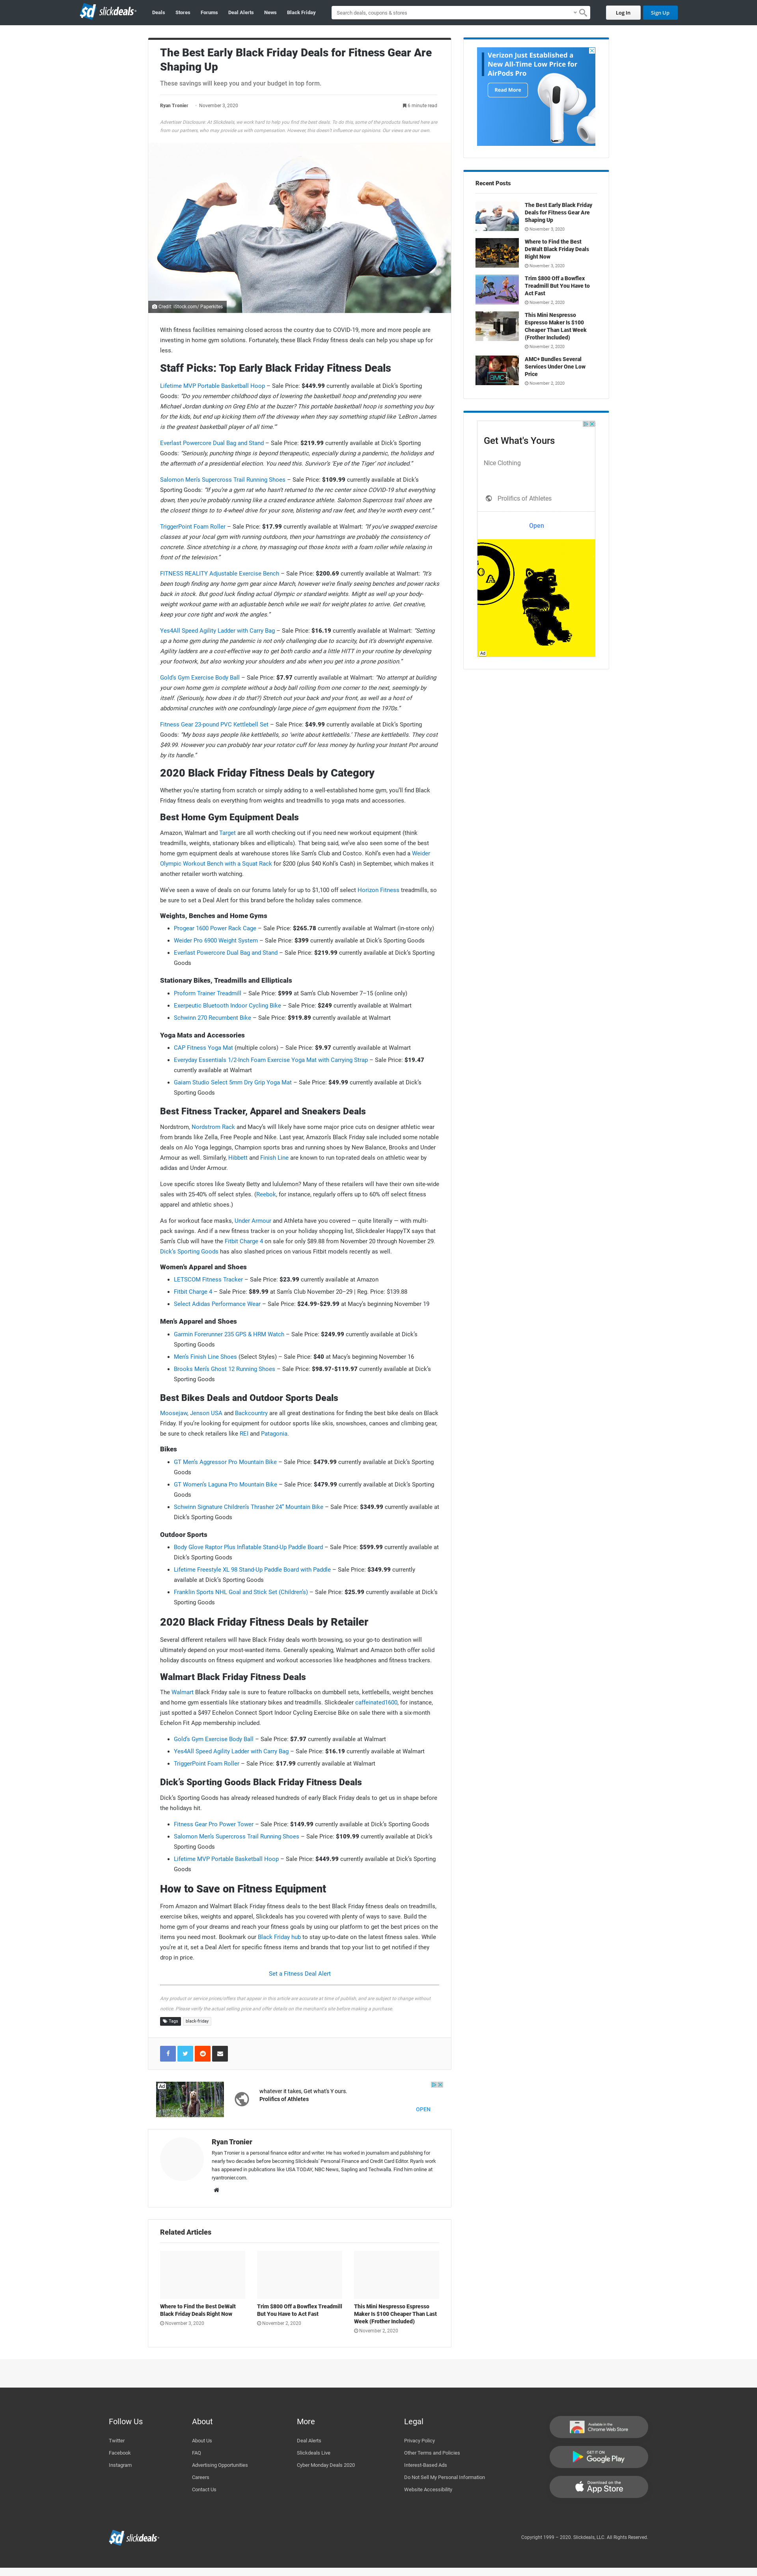 slickdeals
Deals
Stores
Forums
Deal Alerts
News
Black Friday
Search deals, coupons & stores
Log In
Sign Up
The Best Early Black Friday Deals for Fitness Gear Are
Shaping Up
These savings will keep you and your budget in top form.
Ryan Tronier
November 3, 2020
6 minute read
Advertiser Disclosure: At Slickdeals, we work hard to help you find the best deals. To do this, some of the products featured here are
from our partners, who may provide us with compensation. However, this doesn't influence our opinions. Our views are our own.
Credit: iStock.com/ Paperkites
With fitness facilities remaining closed across the country due to COVID-19, more and more people are
investing in home gym equipment. Fortunately, these Black Friday fitness deals can help you shape up for
less.
Staff Picks: Top Early Black Friday Fitness Deals
Lifetime MVP Portable Basketball Hoop – Sale Price: $449.99 currently available at Dick's Sporting
Goods: "Do you remember childhood days of lowering the basketball hoop and pretending you were
Michael Jordan dunking on Greg Ehlo at the buzzer? This portable basketball hoop is something you buy
for the kids, but end up kicking them off the driveway when they say something untrue like 'LeBron James
is the greatest basketball player of all time.'"
Everlast Powercore Dual Bag and Stand – Sale Price: $219.99 currently available at Dick's Sporting
Goods: "Seriously, punching things is beyond therapeutic, especially during a pandemic, the holidays and
the aftermath of a presidential election. You need this. Survivor's 'Eye of the Tiger' not included."
Salomon Men's Supercross Trail Running Shoes – Sale Price: $109.99 currently available at Dick's
Sporting Goods: "If you're a gym rat who hasn't returned to the rec center since COVID-19 shut everything
down, then you're probably running like a crazed endurance athlete. Salomon Supercross trail shoes are
the closest things to 4-wheel drive for your sole, blistering and road rash free, and they're worth every cent."
TriggerPoint Foam Roller – Sale Price: $17.99 currently available at Walmart: "If you've swapped exercise
classes at your local gym with running outdoors, then your hamstrings are probably as stiff as day-old
concrete. Since stretching is a chore, try massaging out those knots with a foam roller while relaxing in
front of the television."
FITNESS REALITY Adjustable Exercise Bench – Sale Price: $200.69 currently available at Walmart: "It's
been tough finding any home gym gear since March, however we're finally seeing benches and power racks
back in stock. But good luck finding actual Olympic or standard weights. Might as well say your body-
weight workout game with an adjustable bench while we wait for hot weight plates to arrive. Get creative,
keep your core tight and work the angles."
Yes4All Speed Agility Ladder with Carry Bag – Sale Price: $16.19 currently available at Walmart: "Setting
up a home gym during the pandemic is not only challenging due to scarcity, but it's downright expensive.
Agility ladders are a cost-effective way to get both cardio and a little HITT in your routine by developing
your footwork, but also working your shoulders and abs when you get into a prone position."
Gold's Gym Exercise Body Ball – Sale Price: $7.97 currently available at Walmart: "No attempt at building
your own home gym is complete without a body ball rolling from one corner to the next, seemingly by
itself. (Seriously, how does it do that?) Stretch out your back and your form, as well as a host of
calisthenics with one of the longest reigning cheap pieces of gym equipment from the 1970s."
Fitness Gear 23-pound PVC Kettlebell Set – Sale Price: $49.99 currently available at Dick's Sporting
Goods: "My boss says people like kettlebells, so 'write about kettlebells.' These are kettlebells. They cost
$49.99. However you can probably tear your rotator cuff for less money by hurling your Instant Pot around
by its handle."
2020 Black Friday Fitness Deals by Category
Whether you're starting from scratch or simply adding to a well-established home gym, you'll find Black
Friday fitness deals on everything from weights and treadmills to yoga mats and accessories.
Best Home Gym Equipment Deals
Amazon, Walmart and Target are all worth checking out if you need new workout equipment (think
treadmills, weights, stationary bikes and ellipticals). That being said, we've also seen some of the best
home gym equipment deals at warehouse stores like Sam's Club and Costco. Kohl's even had a Weider
Olympic Workout Bench with a Squat Rack for $200 (plus $40 Kohl's Cash) in September, which makes it
another retailer worth watching.
We've seen a wave of deals on our forums lately for up to $1,100 off select Horizon Fitness treadmills, so
be sure to set a Deal Alert for this brand before the holiday sales commence.
Weights, Benches and Home Gyms
Progear 1600 Power Rack Cage – Sale Price: $265.78 currently available at Walmart (in-store only)
Weider Pro 6900 Weight System – Sale Price: $399 currently available at Dick's Sporting Goods
Everlast Powercore Dual Bag and Stand – Sale Price: $219.99 currently available at Dick's Sporting
Goods
Stationary Bikes, Treadmills and Ellipticals
Proform Trainer Treadmill – Sale Price: $999 at Sam's Club November 7–15 (online only)
Exerpeutic Bluetooth Indoor Cycling Bike – Sale Price: $249 currently available at Walmart
Schwinn 270 Recumbent Bike – Sale Price: $919.89 currently available at Walmart
Yoga Mats and Accessories
CAP Fitness Yoga Mat (multiple colors) – Sale Price: $9.97 currently available at Walmart
Everyday Essentials 1/2-Inch Foam Exercise Yoga Mat with Carrying Strap – Sale Price: $19.47
currently available at Walmart
Gaiam Studio Select 5mm Dry Grip Yoga Mat – Sale Price: $49.99 currently available at Dick's
Sporting Goods
Best Fitness Tracker, Apparel and Sneakers Deals
Nordstrom, Nordstrom Rack and Macy's will likely have some major price cuts on designer athletic wear
from brands like Zella, Free People and Nike. Last year, Amazon's Black Friday sale included some notable
deals on Alo Yoga leggings, Champion sports bras and running shoes by New Balance, Brooks and Under
Armour as well. Similarly, Hibbett and Finish Line are known to run top-rated deals on athletic wear by
adidas and Under Armour.
Love specific stores like Sweaty Betty and lululemon? Many of these retailers will have their own site-wide
sales with 25-40% off select styles. (Reebok, for instance, regularly offers up to 60% off select fitness
apparel and athletic shoes.)
As for workout face masks, Under Armour and Athleta have you covered — quite literally — with multi-
pack savings. And if a new fitness tracker is on your holiday shopping list, Slickdealer HappyTX says that
Sam's Club will have the Fitbit Charge 4 on sale for only $89.88 from November 20 through November 29.
Dick's Sporting Goods has also slashed prices on various Fitbit models recently as well.
Women's Apparel and Shoes
LETSCOM Fitness Tracker – Sale Price: $23.99 currently available at Amazon
Fitbit Charge 4 – Sale Price: $89.99 at Sam's Club November 20–29 | Reg. Price: $139.88
Select Adidas Performance Wear – Sale Price: $24.99-$29.99 at Macy's beginning November 19
Men's Apparel and Shoes
Garmin Forerunner 235 GPS & HRM Watch – Sale Price: $249.99 currently available at Dick's
Sporting Goods
Men's Finish Line Shoes (Select Styles) – Sale Price: $40 at Macy's beginning November 16
Brooks Men's Ghost 12 Running Shoes – Sale Price: $98.97-$119.97 currently available at Dick's
Sporting Goods
Best Bikes Deals and Outdoor Sports Deals
Moosejaw, Jenson USA and Backcountry are all great destinations for finding the best bike deals on Black
Friday. If you're looking for equipment for outdoor sports like skis, snowshoes, canoes and climbing gear,
be sure to check retailers like REI and Patagonia.
Bikes
GT Men's Aggressor Pro Mountain Bike – Sale Price: $479.99 currently available at Dick's Sporting
Goods
GT Women's Laguna Pro Mountain Bike – Sale Price: $479.99 currently available at Dick's Sporting
Goods
Schwinn Signature Children's Thrasher 24" Mountain Bike – Sale Price: $349.99 currently available at
Dick's Sporting Goods
Outdoor Sports
Body Glove Raptor Plus Inflatable Stand-Up Paddle Board – Sale Price: $599.99 currently available at
Dick's Sporting Goods
Lifetime Freestyle XL 98 Stand-Up Paddle Board with Paddle – Sale Price: $349.99 currently
available at Dick's Sporting Goods
Franklin Sports NHL Goal and Stick Set (Children's) – Sale Price: $25.99 currently available at Dick's
Sporting Goods
2020 Black Friday Fitness Deals by Retailer
Several different retailers will have Black Friday deals worth browsing, so your go-to destination will
ultimately depend on your most-wanted items. Generally speaking, Walmart and Amazon both offer solid
holiday discounts on fitness equipment and workout accessories like headphones and fitness trackers.
Walmart Black Friday Fitness Deals
The Walmart Black Friday sale is sure to feature rollbacks on dumbbell sets, kettlebells, weight benches
and home gym essentials like stationary bikes and treadmills. Slickdealer caffeinated1600, for instance,
just spotted a $497 Echelon Connect Sport Indoor Cycling Exercise Bike on sale there with a six-month
Echelon Fit App membership included.
Gold's Gym Exercise Body Ball – Sale Price: $7.97 currently available at Walmart
Yes4All Speed Agility Ladder with Carry Bag – Sale Price: $16.19 currently available at Walmart
TriggerPoint Foam Roller – Sale Price: $17.99 currently available at Walmart
Dick's Sporting Goods Black Friday Fitness Deals
Dick's Sporting Goods has already released hundreds of early Black Friday deals to get us in shape before
the holidays hit.
Fitness Gear Pro Power Tower – Sale Price: $149.99 currently available at Dick's Sporting Goods
Salomon Men's Supercross Trail Running Shoes – Sale Price: $109.99 currently available at Dick's
Sporting Goods
Lifetime MVP Portable Basketball Hoop – Sale Price: $449.99 currently available at Dick's Sporting
Goods
How to Save on Fitness Equipment
From Amazon and Walmart Black Friday fitness deals to the best Black Friday fitness deals on treadmills,
exercise bikes, weights and apparel, Slickdeals has you covered with plenty of ways to save. Build the
home gym of your dreams and reach your fitness goals by using our platform to get the best prices on the
items you need most. Bookmark our Black Friday hub to stay up-to-date on the latest fitness sales. While
you're at it, set a Deal Alert for specific fitness items and brands that top your list to get notified if they
drop in price.
Set a Fitness Deal Alert
Any product or service prices/offers that appear in this article are accurate at time of publish, and are subject to change without
notice. Please verify the actual selling price and offer details on the merchant's site before making a purchase.
Tags
black-friday
Ad
whatever it takes, Get what's Y ours.
Prolifics of Athletes
OPEN
Ryan Tronier
Ryan Tronier is a personal finance editor and writer. He has worked in journalism and publishing for
nearly two decades before becoming Slickdeals' Personal Finance and Credit Card Editor. Ryan's work
has appeared in publications like USA TODAY, NBC News, Sapling and Techwalla. Find him online at
ryantronier.com.
Related Articles
Where to Find the Best DeWalt
Black Friday Deals Right Now
November 3, 2020
Trim $800 Off a Bowflex Treadmill
But You Have to Act Fast
November 2, 2020
This Mini Nespresso Espresso
Maker Is $100 Cheaper Than Last
Week (Frother Included)
November 2, 2020
Verizon Just Established a
New All-Time Low Price for
AirPods Pro
Read More
Recent Posts
The Best Early Black Friday
Deals for Fitness Gear Are
Shaping Up
November 3, 2020
Where to Find the Best
DeWalt Black Friday Deals
Right Now
November 3, 2020
Trim $800 Off a Bowflex
Treadmill But You Have to
Act Fast
November 2, 2020
This Mini Nespresso
Espresso Maker Is $100
Cheaper Than Last Week
(Frother Included)
November 2, 2020
AMC+ Bundles Several
Services Under One Low
Price
November 2, 2020
Get What's Yours
Nice Clothing
Prolifics of Athletes
Open
Ad
Follow Us
Twitter
Facebook
Instagram
About
About Us
FAQ
Advertising Opportunities
Careers
Contact Us
More
Deal Alerts
Slickdeals Live
Cyber Monday Deals 2020
Legal
Privacy Policy
Other Terms and Policies
Interest-Based Ads
Do Not Sell My Personal Information
Website Accessibility
Available in the
Chrome Web Store
GET IT ON
Google Play
Download on the
App Store
slickdeals
Copyright 1999 – 2020. Slickdeals, LLC. All Rights Reserved.